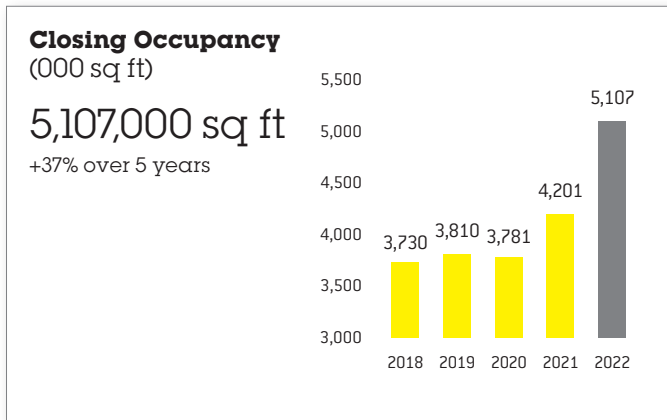 Closing Occupancy
(000 sq ft)
5,107,000 sq ft
+37% over 5 years
5,500
5,000
4,500
4,000
3,500
3,000
3,730
3,810
3,781
4,201
5,107
2018 2019 2020 2021 2022